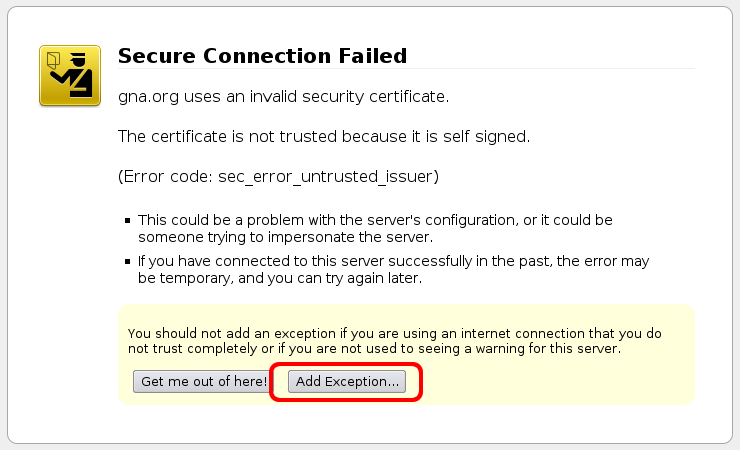 Secure Connection Failed
gna.org uses an invalid security certificate.
The certificate is not trusted because it is self signed.
(Error code: sec_error_untrusted_issuer)
This could be a problem with the server's configuration, or it could be
someone trying to impersonate the server.
If you have connected to this server successfully in the past, the error may
be temporary, and you can try again later.
You should not add an exception if you are using an internet connection that you do
not trust completely or if you are not used to seeing a warning for this server.
Get me out of here! Add Exception...